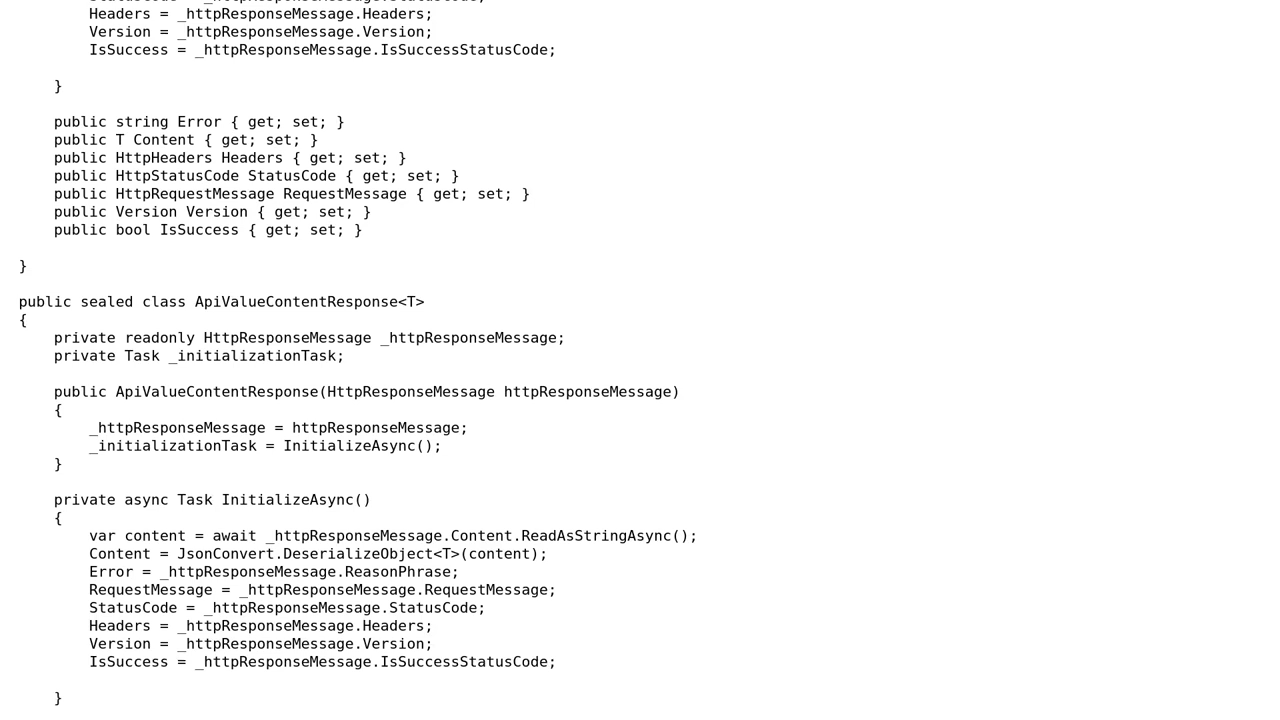 Headers = _httpResponseMessage.Headers;
Version = _httpResponseMessage.Version;
IsSuccess = _httpResponseMessage.IsSuccessStatusCode;
}
public string Error { get; set; }
public T Content { get; set; }
public HttpHeaders Headers { get; set; }
public HttpStatusCode StatusCode { get; set; }
public HttpRequestMessage RequestMessage { get; set; }
public Version Version { get; set; }
public bool IsSuccess { get; set; }
}
public sealed class ApiValueContentResponse<T>
{
private readonly HttpResponseMessage _httpResponseMessage;
private Task _initializationTask;
public ApiValueContentResponse(HttpResponseMessage httpResponseMessage)
{
_httpResponseMessage = httpResponseMessage;
_initializationTask = InitializeAsync();
}
private async Task InitializeAsync()
{
var content = await _httpResponseMessage.Content.ReadAsStringAsync();
Content = JsonConvert.DeserializeObject<T>(content);
Error = _httpResponseMessage.ReasonPhrase;
RequestMessage = _httpResponseMessage.RequestMessage;
StatusCode = _httpResponseMessage.StatusCode;
Headers = _httpResponseMessage.Headers;
Version = _httpResponseMessage.Version;
IsSuccess = _httpResponseMessage.IsSuccessStatusCode;
}